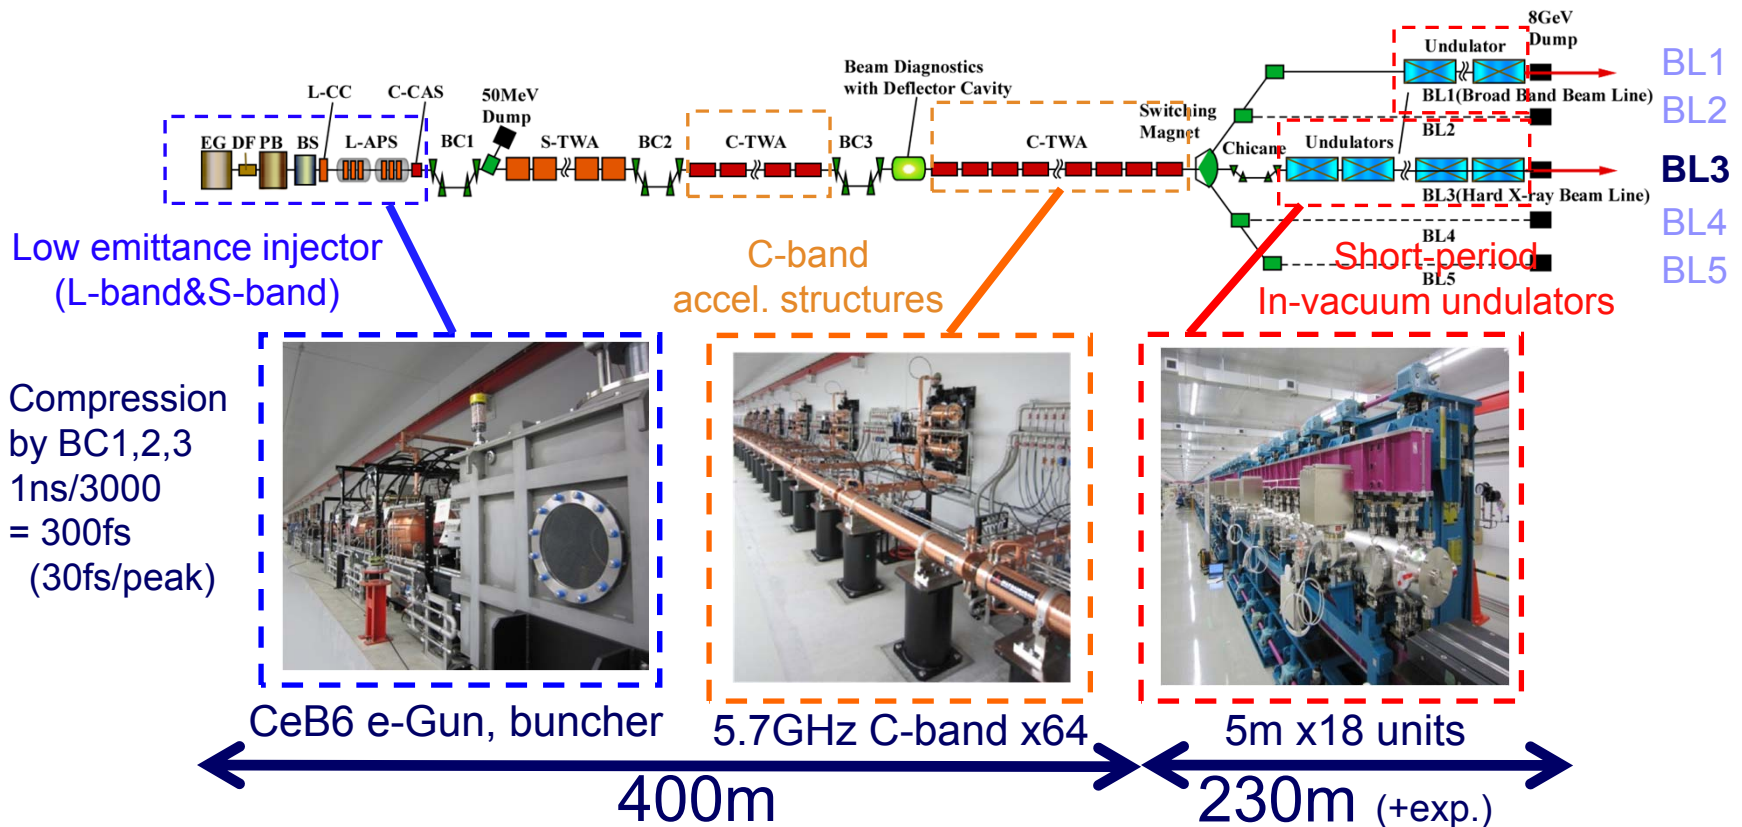 8GeV
Dump
Undulator
BL1
L-CC
C-CAS
50MeV
Dump
Beam Diagnostics
with Deflector Cavity
BL1(Broad Band Beam Line)
BL2
Switching
Magnet
BL2
EG DF PB BS L-APS BC1 S-TWA BC2 C-TWA BC3 C-TWA
Chicane
Undulators
BL3
BL3(Hard X-ray Beam Line)
BL4
BL4
BL5
BL5
Low emittance injector
(L-band&S-band)
C-band
accel. structures
Short-period
In-vacuum undulators
Compression
by BC1,2,3
1ns/3000
= 300fs
(30fs/peak)
CeB6 e-Gun, buncher
5.7GHz C-band x64
5m x18 units
400m
230m (+exp.)